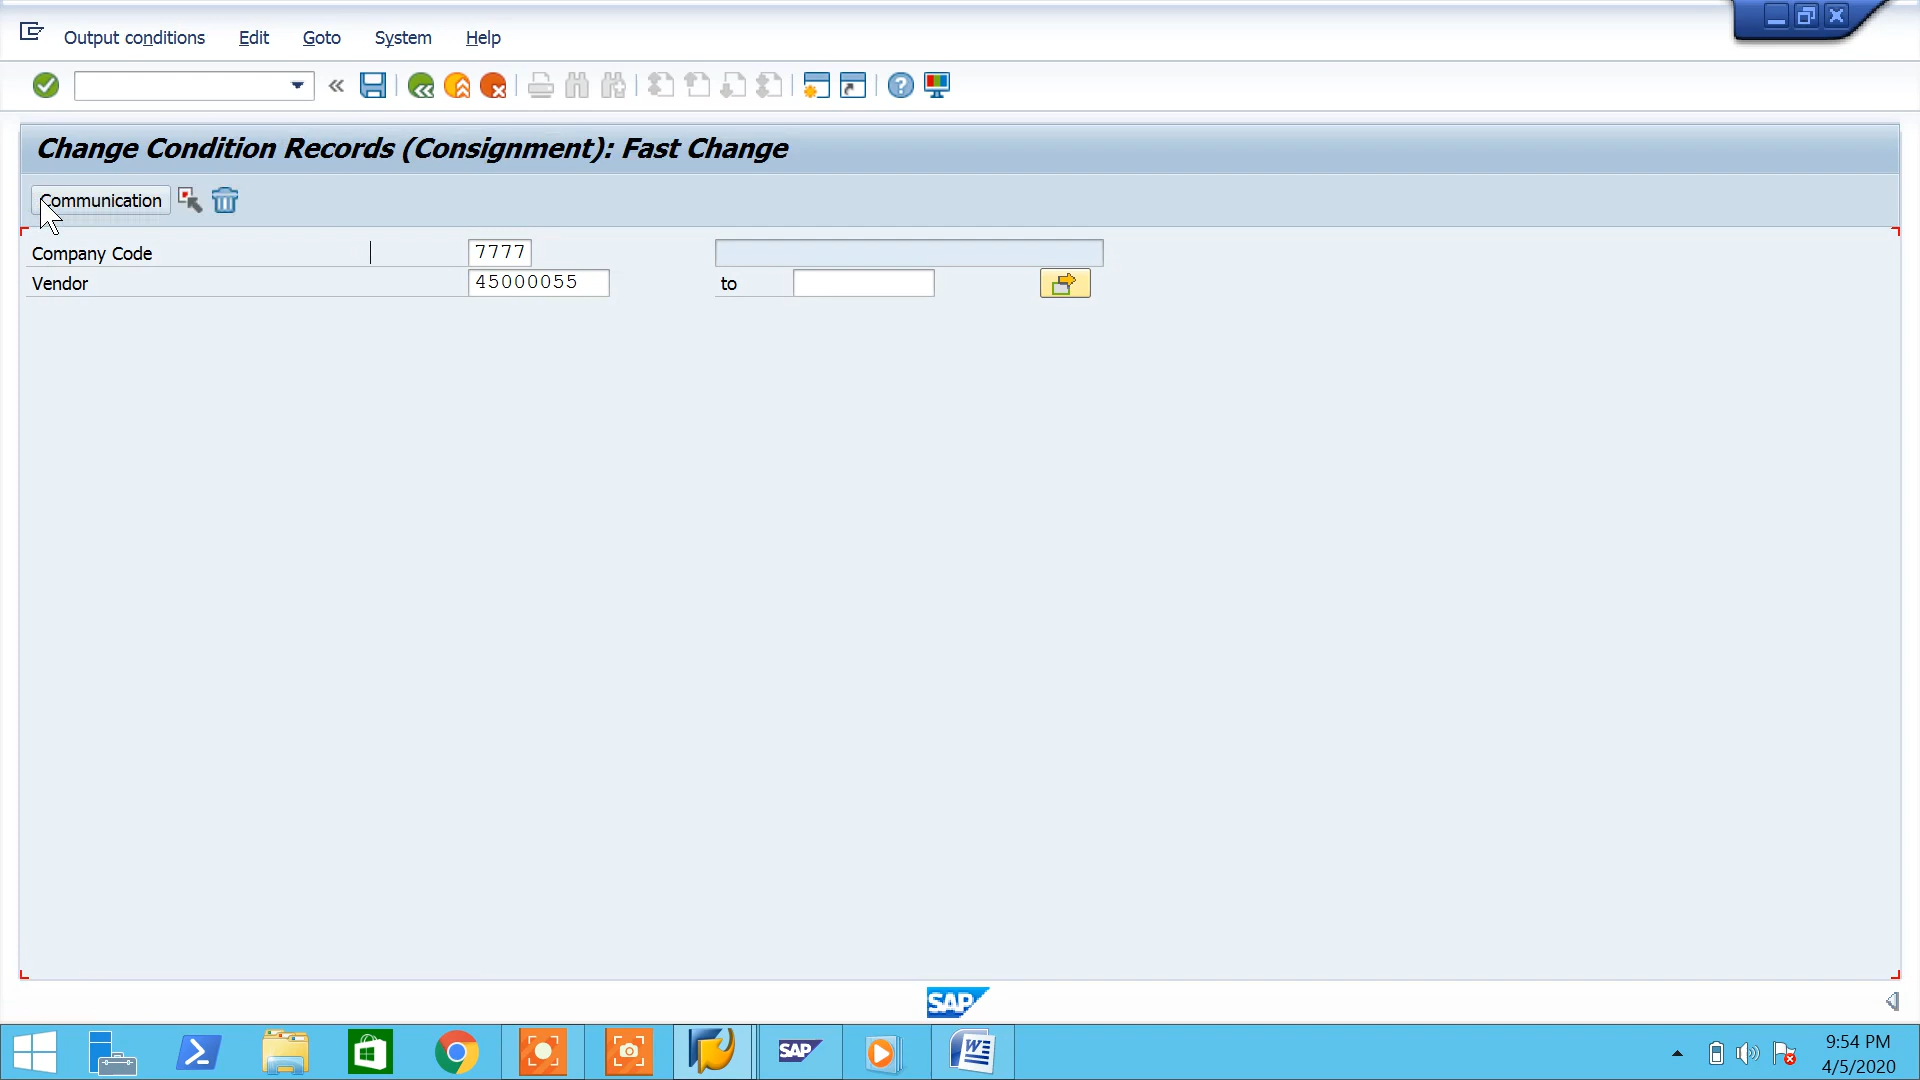 Output conditions Edit Goto System Help
Change Condition Records (Consignment): Fast Change
Communication
Company Code 7777
Vendor 45000055 to
SAP
SAP
9:54 PM
4/5/2020